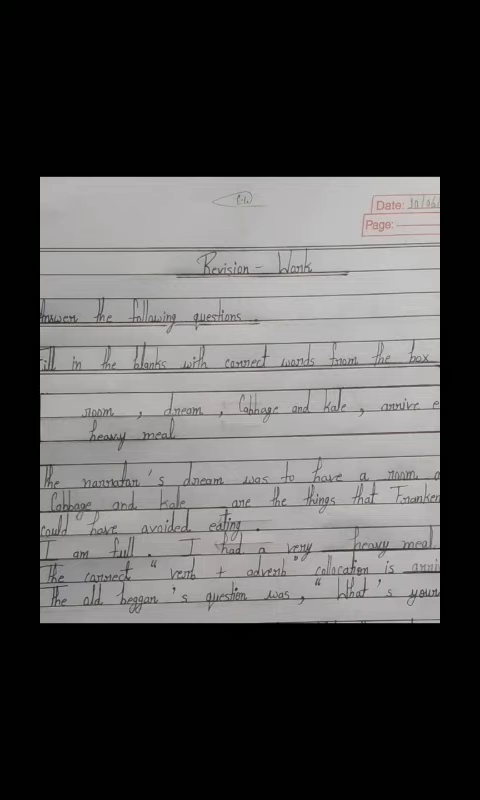 C.W
Date: 10/06
Page:
Revision - Work
Answer the following questions.
Fill in the blanks with correct words from the box
room, dream, Cabbage and kale, arrive e
heavy meal
the narrator's dream was to have a room o
Cabbage and Kale are the things that Franken
could have avoided eating.
I am full. I had a very heavy meal.
the correct "verb + adverb" collocation is arriv
the old beggar's question was, "What's your